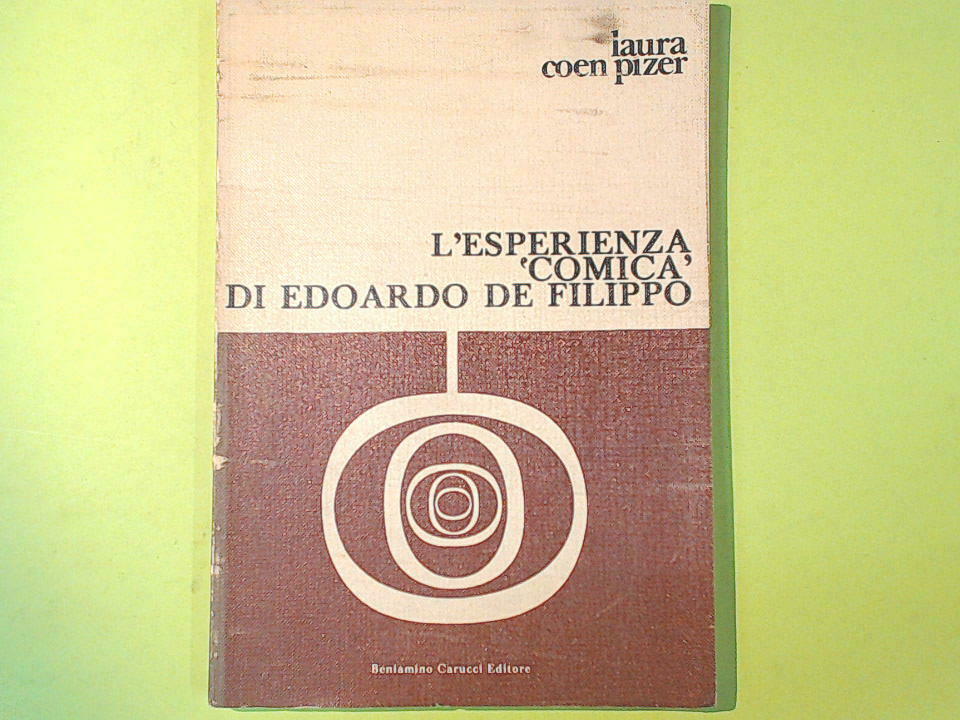 laura
coen pizer
L'ESPERIENZA
'COMICA'
DI EDOARDO DE FILIPPO
Beniamino Carucci Editore